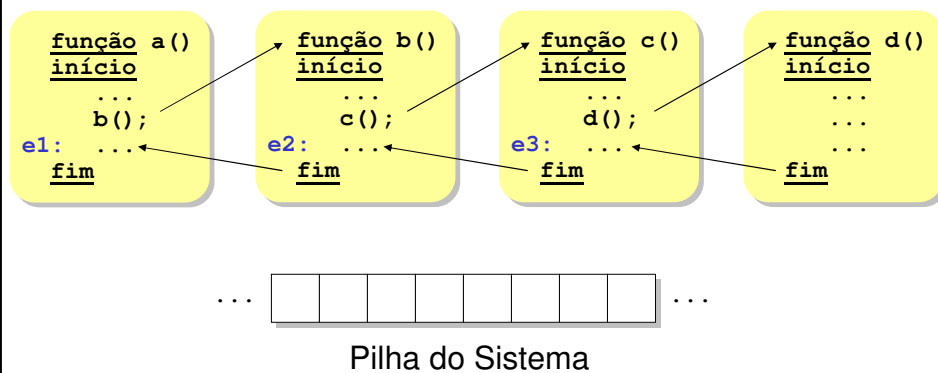 função a()
início
...
b();
e1: ...
fim
função b()
início
...
c();
e2: ...
fim
função c()
início
...
d();
e3: ...
fim
função d()
início
...
...
...
fim
... ...
Pilha do Sistema